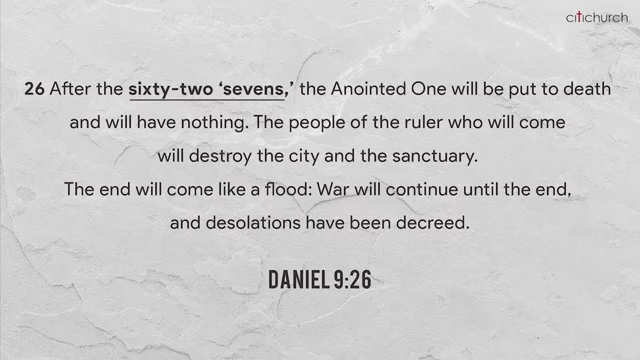 citichurch
26 After the sixty-two ‘sevens,’ the Anointed One will be put to death
and will have nothing. The people of the ruler who will come
will destroy the city and the sanctuary.
The end will come like a flood: War will continue until the end,
and desolations have been decreed.
DANIEL 9:26